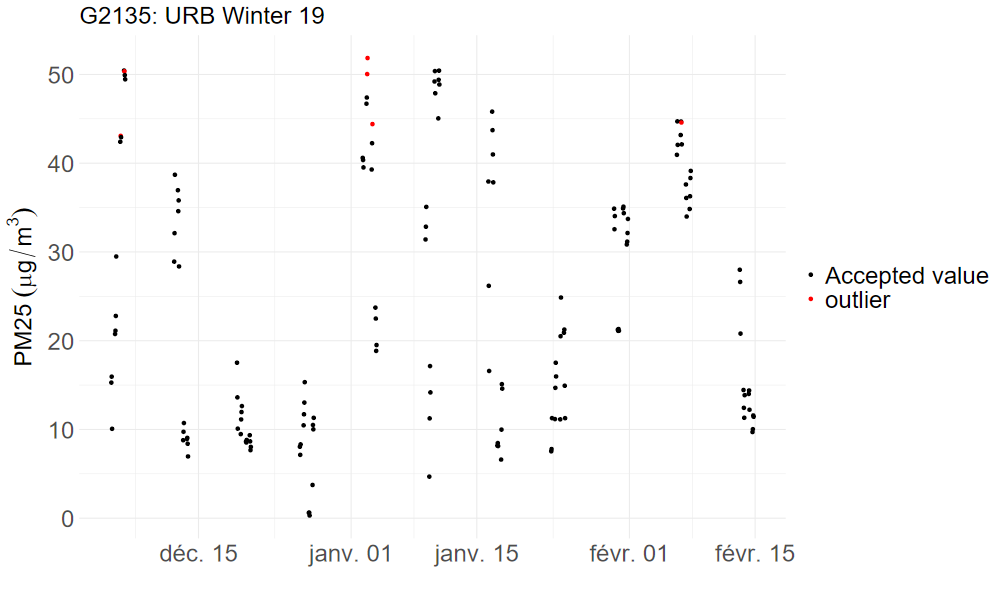 G2135: URB Winter 19
PM25 (μg/m³)
50
40
30
20
10
0
déc. 15
janv. 01
janv. 15
févr. 01
févr. 15
Accepted value
outlier